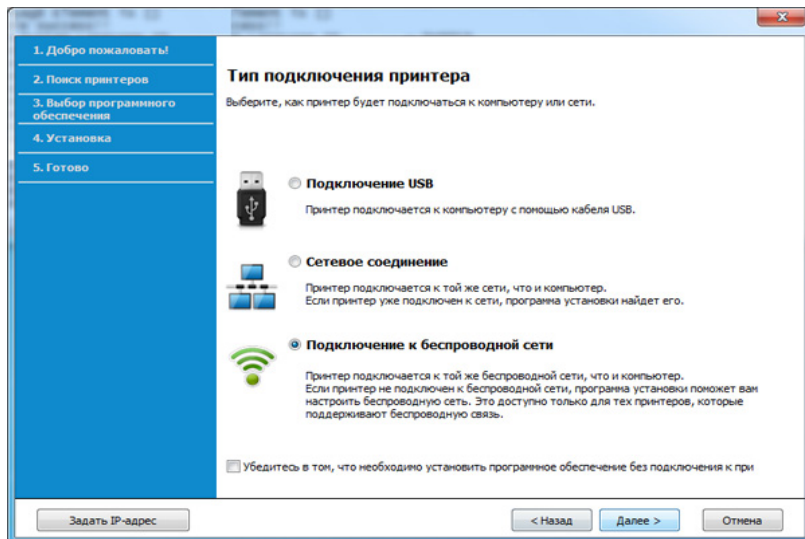 1. Добро пожаловать!
2. Поиск принтеров
3. Выбор программного
обеспечения
4. Установка
5. Готово
Тип подключения принтера
Выберите, как принтер будет подключаться к компьютеру или сети.
Подключение USB
Принтер подключается к компьютеру с помощью кабеля USB.
Сетевое соединение
Принтер подключается к той же сети, что и компьютер.
Если принтер уже подключен к сети, программа установки найдет его.
Подключение к беспроводной сети
Принтер подключается к той же беспроводной сети, что и компьютер.
Если принтер не подключен к беспроводной сети, программа установки поможет вам
настроить беспроводную сеть. Это доступно только для тех принтеров, которые
поддерживают беспроводную связь.
Убедитесь в том, что необходимо установить программное обеспечение без подключения к при
Задать IP-адрес
< Назад
Далее >
Отмена